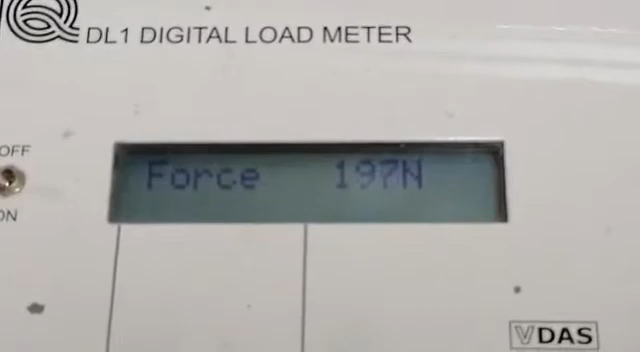 DL1 DIGITAL LOAD METER
OFF
Force 197N
ON
VDAS